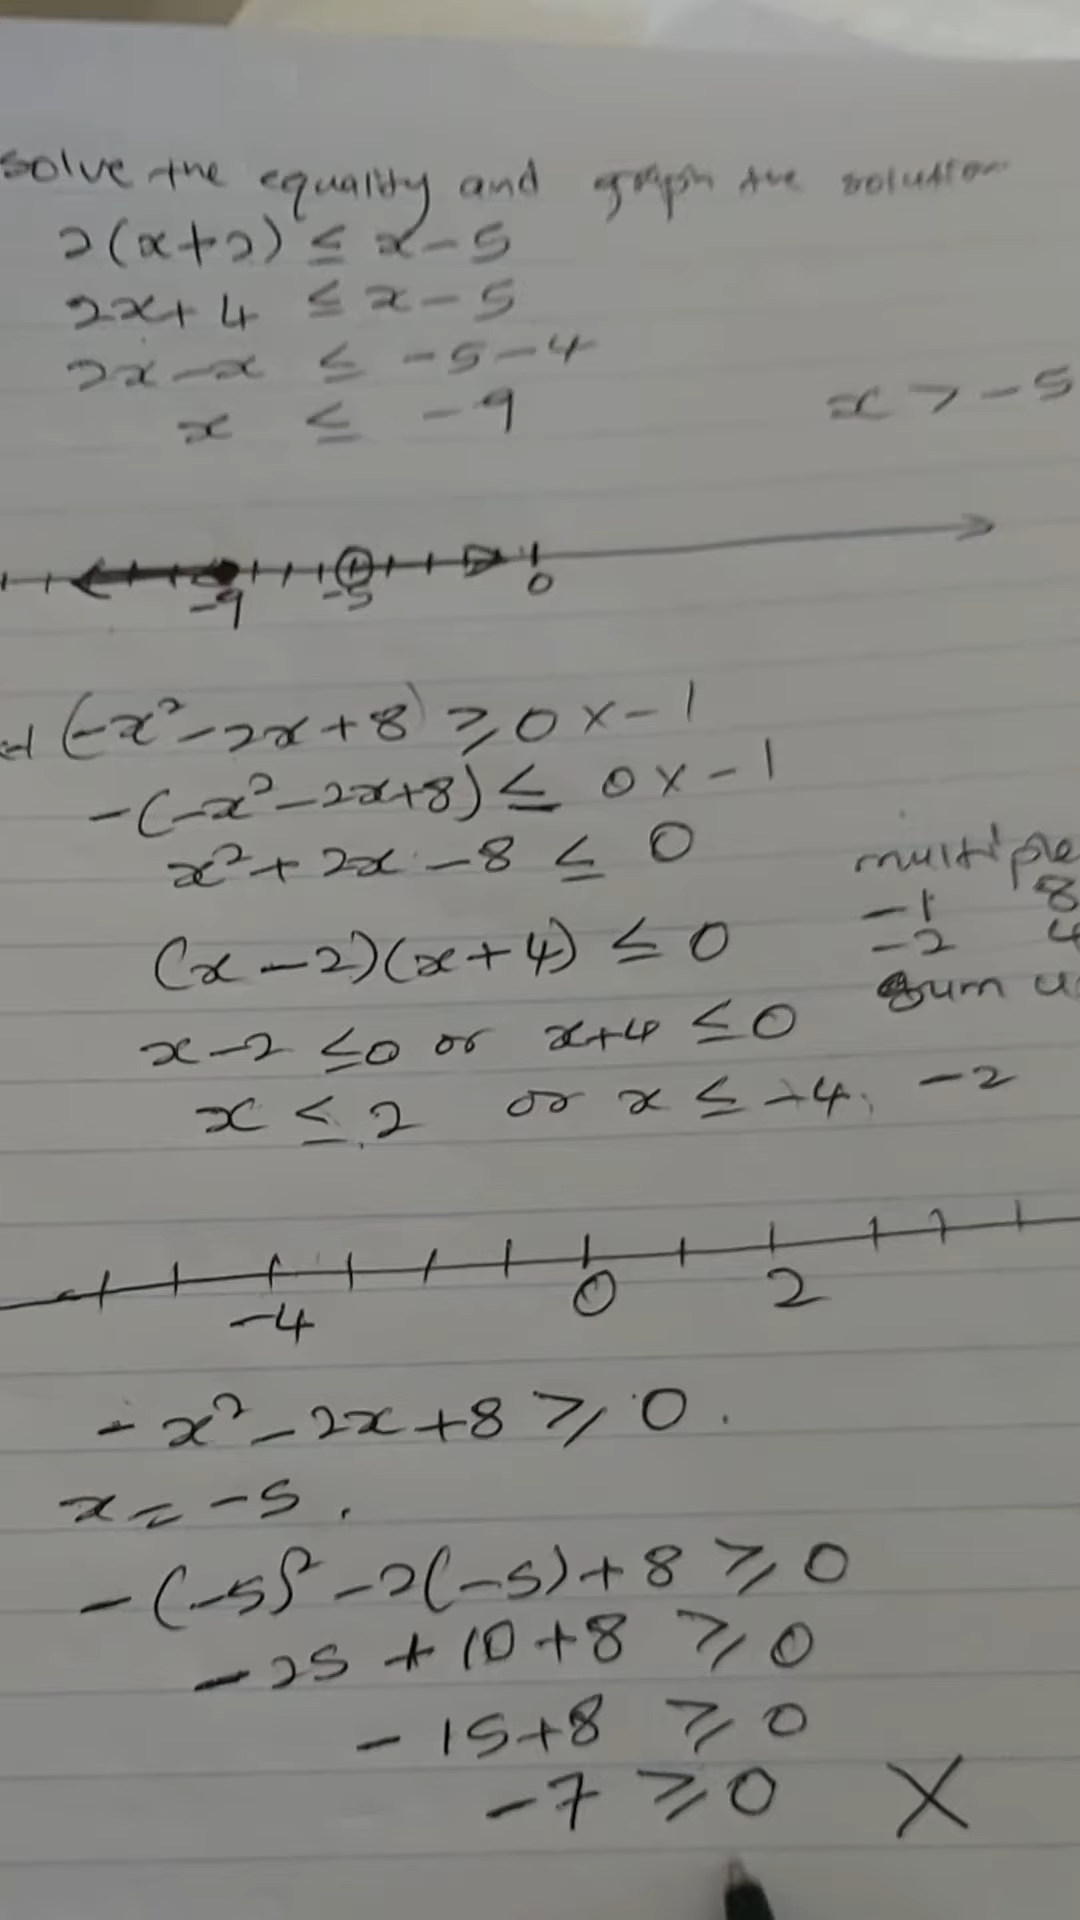 solve the equality and graph the solution
2(x+2) ≤ x-5
2x+4 ≤ x-5
2x-x ≤ -5-4
x ≤ -9
x > -5
-9 -5 0
-1 (-x²-2x+8) ≥ 0 x-1
-(-x²-2x+8) ≤ 0 x-1
x²+2x-8 ≤ 0
multiple
-1 8
(x-2)(x+4) ≤ 0
-2 4
sum
x-2 ≤0 or x+4 ≤0
x ≤ 2 or x ≤ -4, -2
-4 0 2
-x²-2x+8 ≥ 0.
x = -5.
-(-5)²-2(-5)+8 ≥ 0
-25+10+8 ≥ 0
-15+8 ≥ 0
-7 ≥ 0 X